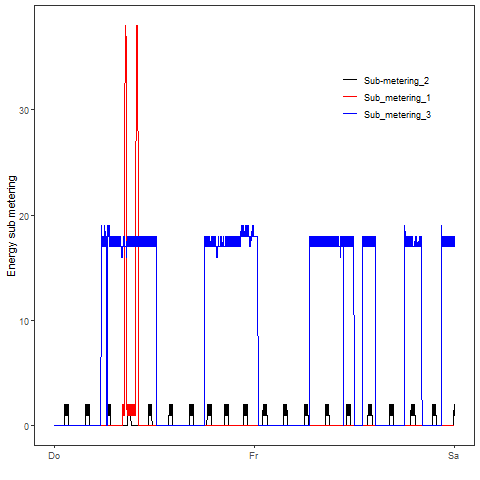 Energy sub metering
30
20
10
0
Do
Fr
Sa
Sub-metering_2
Sub_metering_1
Sub_metering_3